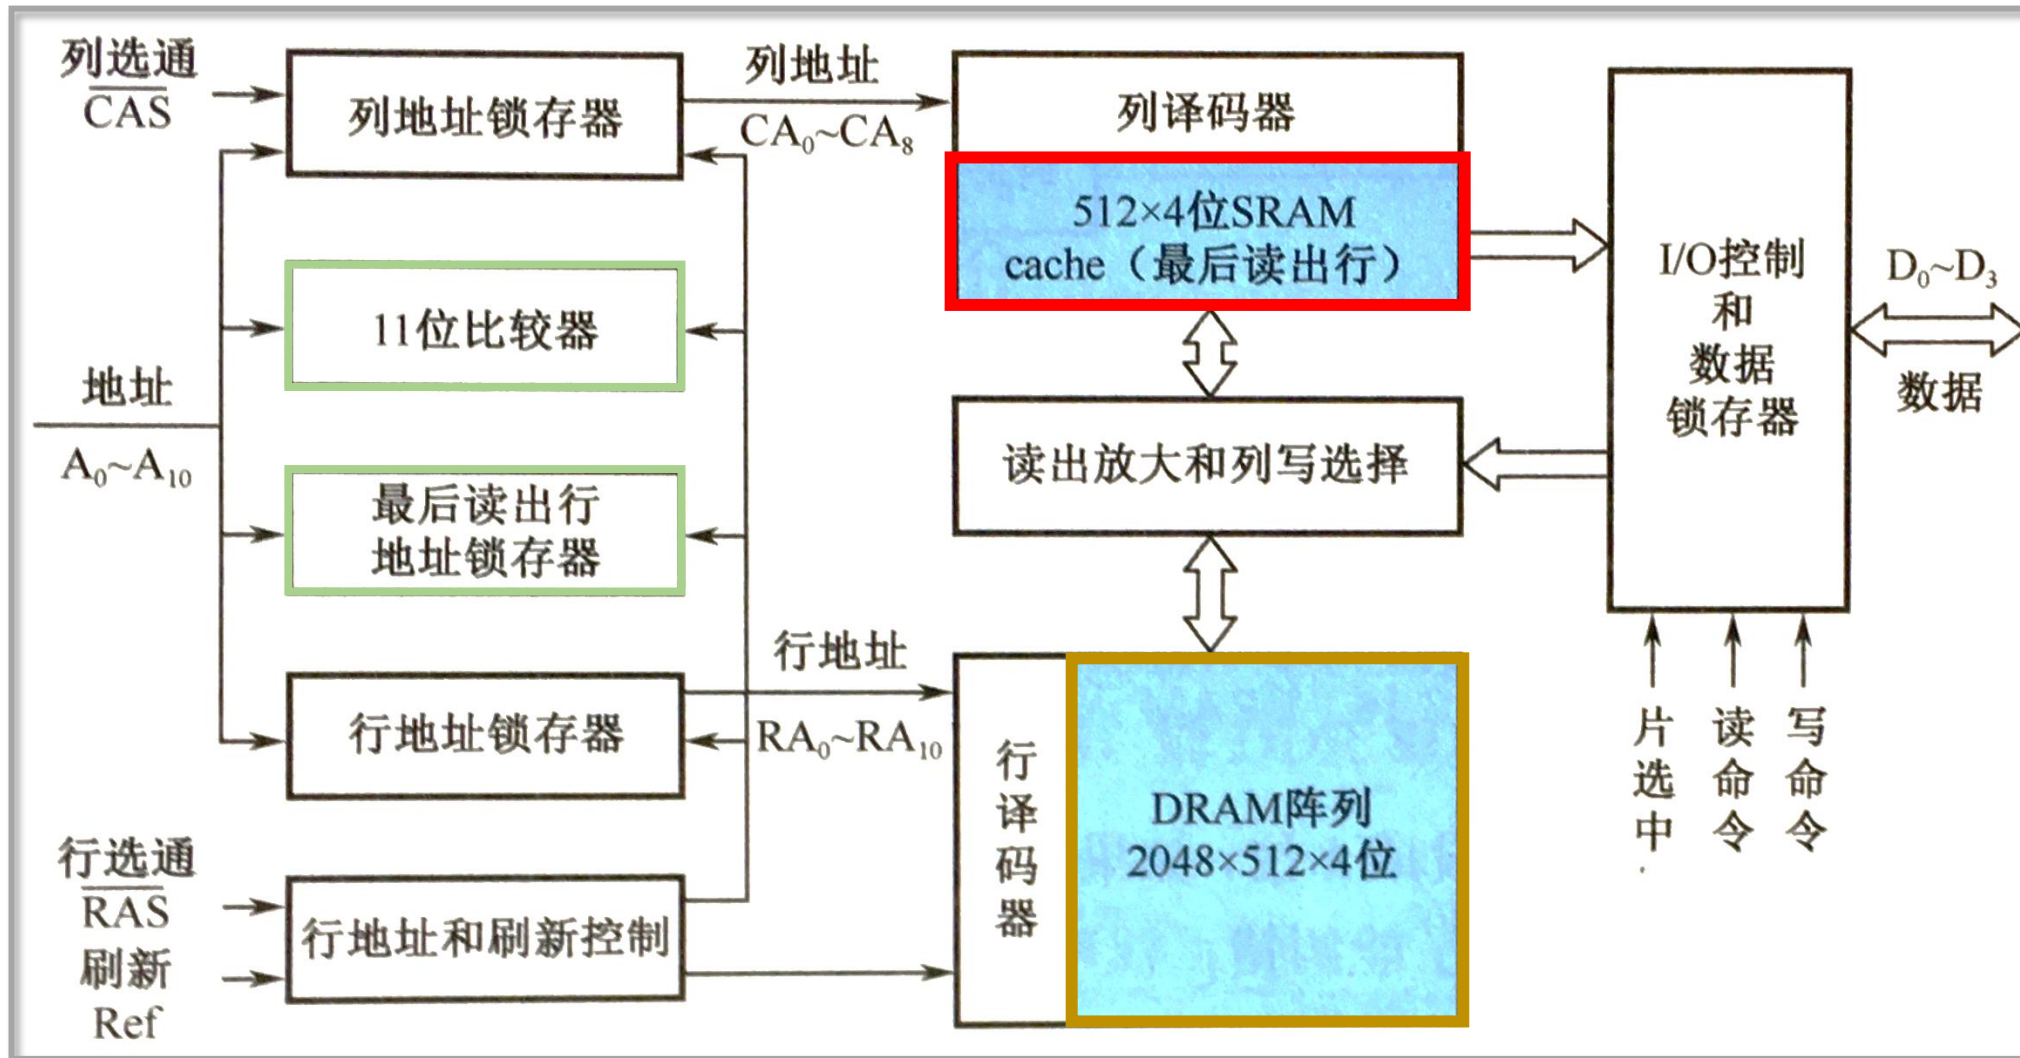 列选通
CAS
列地址锁存器
列地址
CA₀~CA₈
列译码器
512×4位SRAM
cache（最后读出行）
I/O控制
和
数据
锁存器
D₀~D₃
数据
11位比较器
地址
A₀~A₁₀
最后读出行
地址锁存器
读出放大和列写选择
行地址锁存器
行地址
RA₀~RA₁₀
行译码器
DRAM阵列
2048×512×4位
片选中
读命令
写命令
行选通
RAS
刷新
Ref
行地址和刷新控制